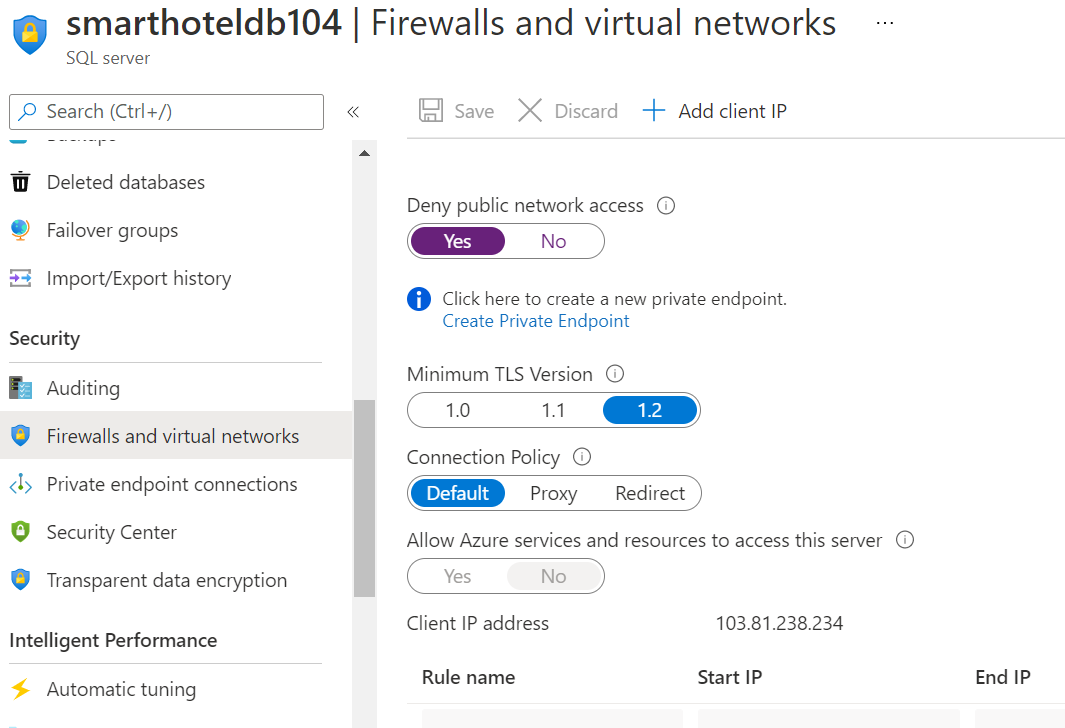 smarthoteldb104 | Firewalls and virtual networks ...
SQL server
Search (Ctrl+/)
«
Save
Discard
Add client IP
Deleted databases
Failover groups
Import/Export history
Security
Auditing
Firewalls and virtual networks
Private endpoint connections
Security Center
Transparent data encryption
Intelligent Performance
Automatic tuning
Deny public network access
Yes No
Click here to create a new private endpoint.
Create Private Endpoint
Minimum TLS Version
1.0 1.1 1.2
Connection Policy
Default Proxy Redirect
Allow Azure services and resources to access this server
Yes No
Client IP address 103.81.238.234
Rule name Start IP End IP